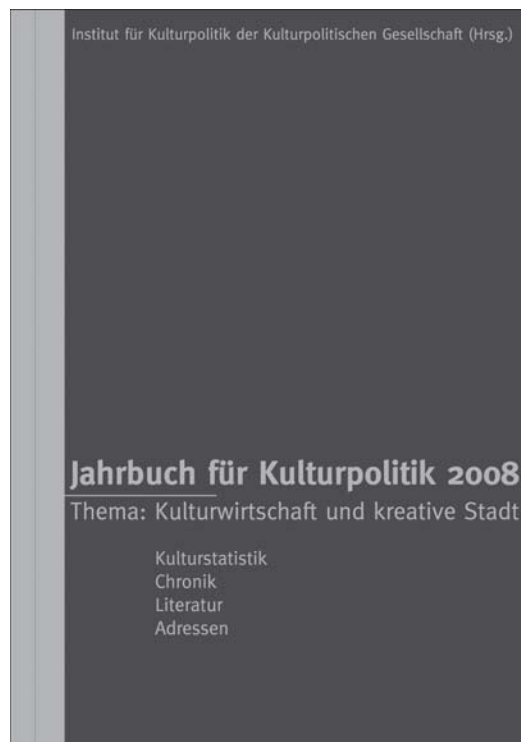 Institut für Kulturpolitik der Kulturpolitischen Gesellschaft (Hrsg.)
Jahrbuch für Kulturpolitik 2008
Thema: Kulturwirtschaft und kreative Stadt
Kulturstatistik
Chronik
Literatur
Adressen